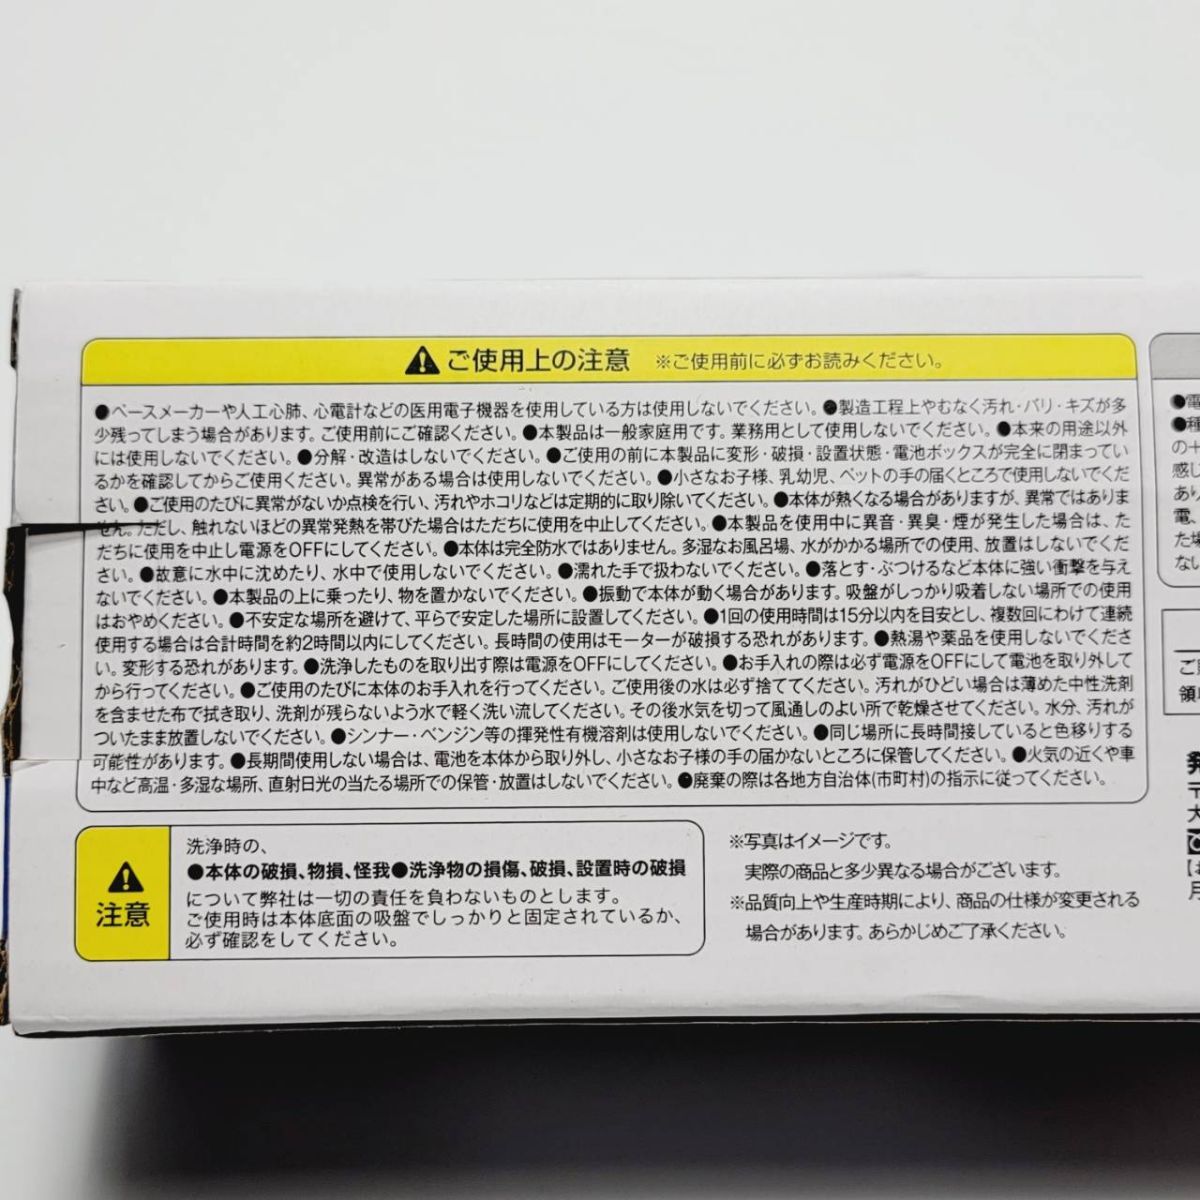 ご使用上の注意 ※ご使用前に必ずお読みください。
●ペースメーカーや人工心肺、心電計などの医用電子機器を使用している方は使用しないでください。●製造工程上やむなく汚れ・バリ・キズが多
少残ってしまう場合があります。ご使用前にご確認ください。●本製品は一般家庭用です。業務用として使用しないでください。●本来の用途以外
には使用しないでください。●分解・改造はしないでください。●ご使用の前に本製品に変形・破損・設置状態・電池ボックスが完全に閉まってい
るかを確認してからご使用ください。異常がある場合は使用しないでください。●小さなお子様、乳幼児、ペットの手の届くところで使用しないでくだ
さい。●ご使用のたびに異常がないか点検を行い、汚れやホコリなどは定期的に取り除いてください。●本体が熱くなる場合がありますが、異常ではありま
せん。ただし、触れないほどの異常発熱を帯びた場合はただちに使用を中止してください。●本製品を使用中に異音・異臭・煙が発生した場合は、た
だちに使用を中止し電源をOFFにしてください。●本体は完全防水ではありません。多湿なお風呂場、水がかかる場所での使用、放置はしないでくだ
さい。●故意に水中に沈めたり、水中で使用しないでください。●濡れた手で扱わないでください。●落とす・ぶつけるなど本体に強い衝撃を与え
ないでください。●本製品の上に乗ったり、物を置かないでください。●振動で本体が動く場合があります。吸盤がしっかり吸着しない場所での使用
はおやめください。●不安定な場所を避けて、平らで安定した場所に設置してください。●1回の使用時間は15分以内を目安とし、複数回にわけて連続
使用する場合は合計時間を約2時間以内にしてください。長時間の使用はモーターが破損する恐れがあります。●熱湯や薬品を使用しないでくださ
い。変形する恐れがあります。●洗浄したものを取り出す際は電源をOFFにしてください。●お手入れの際は必ず電源をOFFにして電池を取り外して
から行ってください。●ご使用のたびに本体のお手入れを行ってください。ご使用後の水は必ず捨ててください。汚れがひどい場合は薄めた中性洗剤
を含ませた布で拭き取り、洗剤が残らないよう水で軽く洗い流してください。その後水気を切って風通しのよい所で乾燥させてください。水分、汚れが
ついたまま放置しないでください。●シンナー・ベンジン等の揮発性有機溶剤は使用しないでください。●同じ場所に長時間接していると色移りする
可能性があります。●長期間使用しない場合は、電池を本体から取り外し、小さなお子様の手の届かないところに保管してください。●火気の近くや車
中など高温・多湿な場所、直射日光の当たる場所での保管・放置はしないでください。●廃棄の際は各地方自治体(市町村)の指示に従ってください。
注意
洗浄時の、
●本体の破損、物損、怪我●洗浄物の損傷、破損、設置時の破損
について弊社は一切の責任を負わないものとします。
ご使用時は本体底面の吸盤でしっかりと固定されているか、
必ず確認をしてください。
※写真はイメージです。
実際の商品と多少異なる場合がございます。
※品質向上や生産時期により、商品の仕様が変更される
場合があります。あらかじめご了承ください。
●電
●種
の+
感じ
あり
電、
た場
ない
ご
領
発
〒
大
月